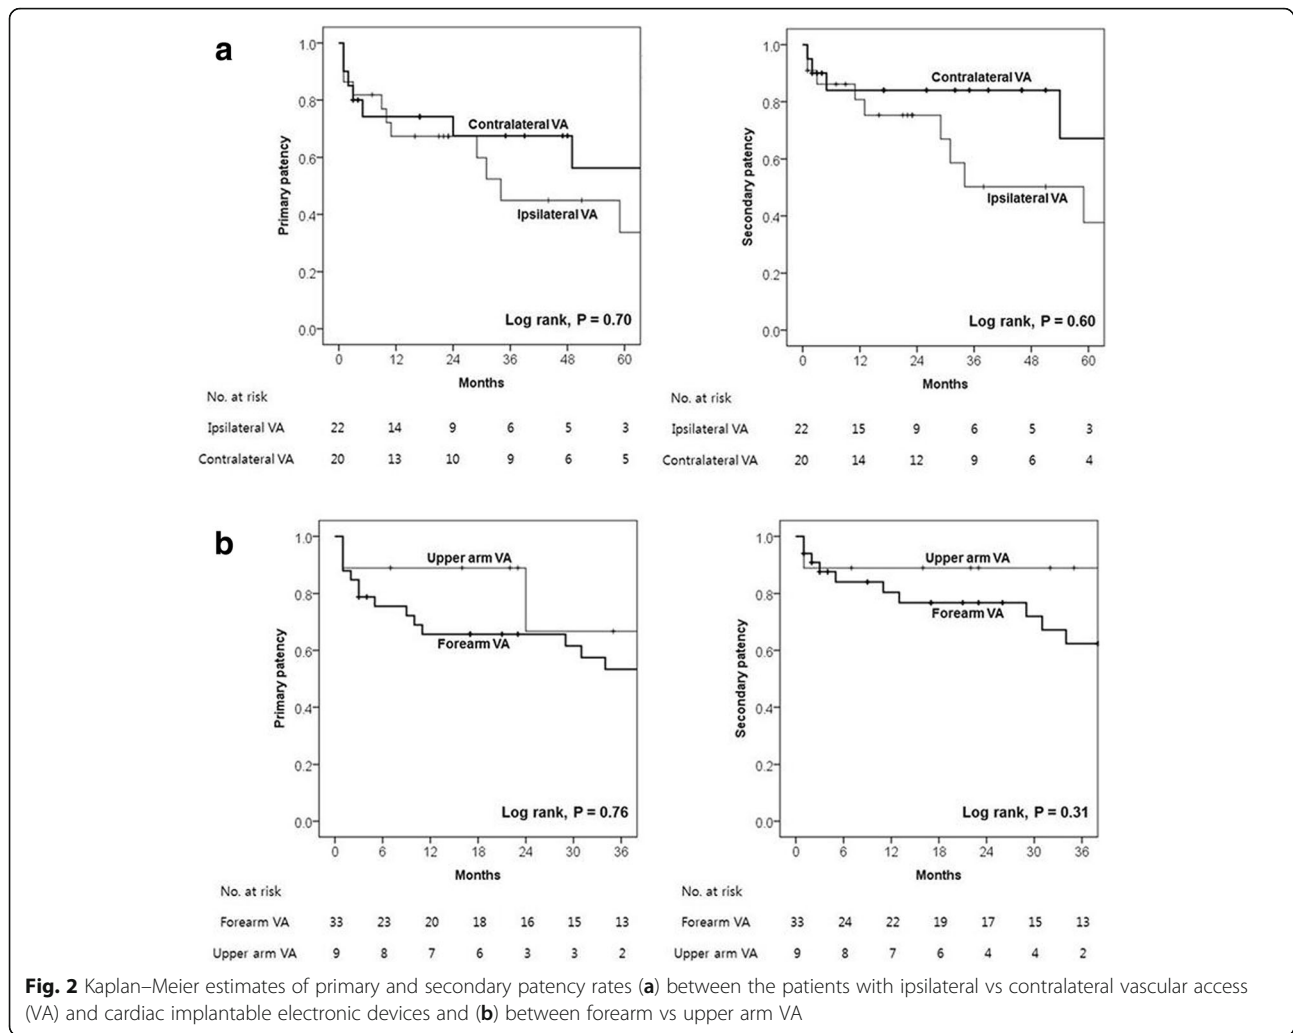 a
1.0
0.8
0.6
0.4
0.2
0.0
Primary patency
Contralateral VA
Ipsilateral VA
Log rank, P = 0.70
0 12 24 36 48 60
Months
No. at risk
Ipsilateral VA 22 14 9 6 5 3
Contralateral VA 20 13 10 9 6 5
1.0
0.8
0.6
0.4
0.2
0.0
Secondary patency
Contralateral VA
Ipsilateral VA
Log rank, P = 0.60
0 12 24 36 48 60
Months
No. at risk
Ipsilateral VA 22 15 9 6 5 3
Contralateral VA 20 14 12 9 6 4
b
1.0
0.8
0.6
0.4
0.2
0.0
Primary patency
Upper arm VA
Forearm VA
Log rank, P = 0.76
0 6 12 18 24 30 36
Months
No. at risk
Forearm VA 33 23 20 18 16 15 13
Upper arm VA 9 8 7 6 3 3 2
1.0
0.8
0.6
0.4
0.2
0.0
Secondary patency
Upper arm VA
Forearm VA
Log rank, P = 0.31
0 6 12 18 24 30 36
Months
No. at risk
Forearm VA 33 24 22 19 17 15 13
Upper arm VA 9 8 7 6 4 4 2
Fig. 2 Kaplan–Meier estimates of primary and secondary patency rates (a) between the patients with ipsilateral vs contralateral vascular access
(VA) and cardiac implantable electronic devices and (b) between forearm vs upper arm VA